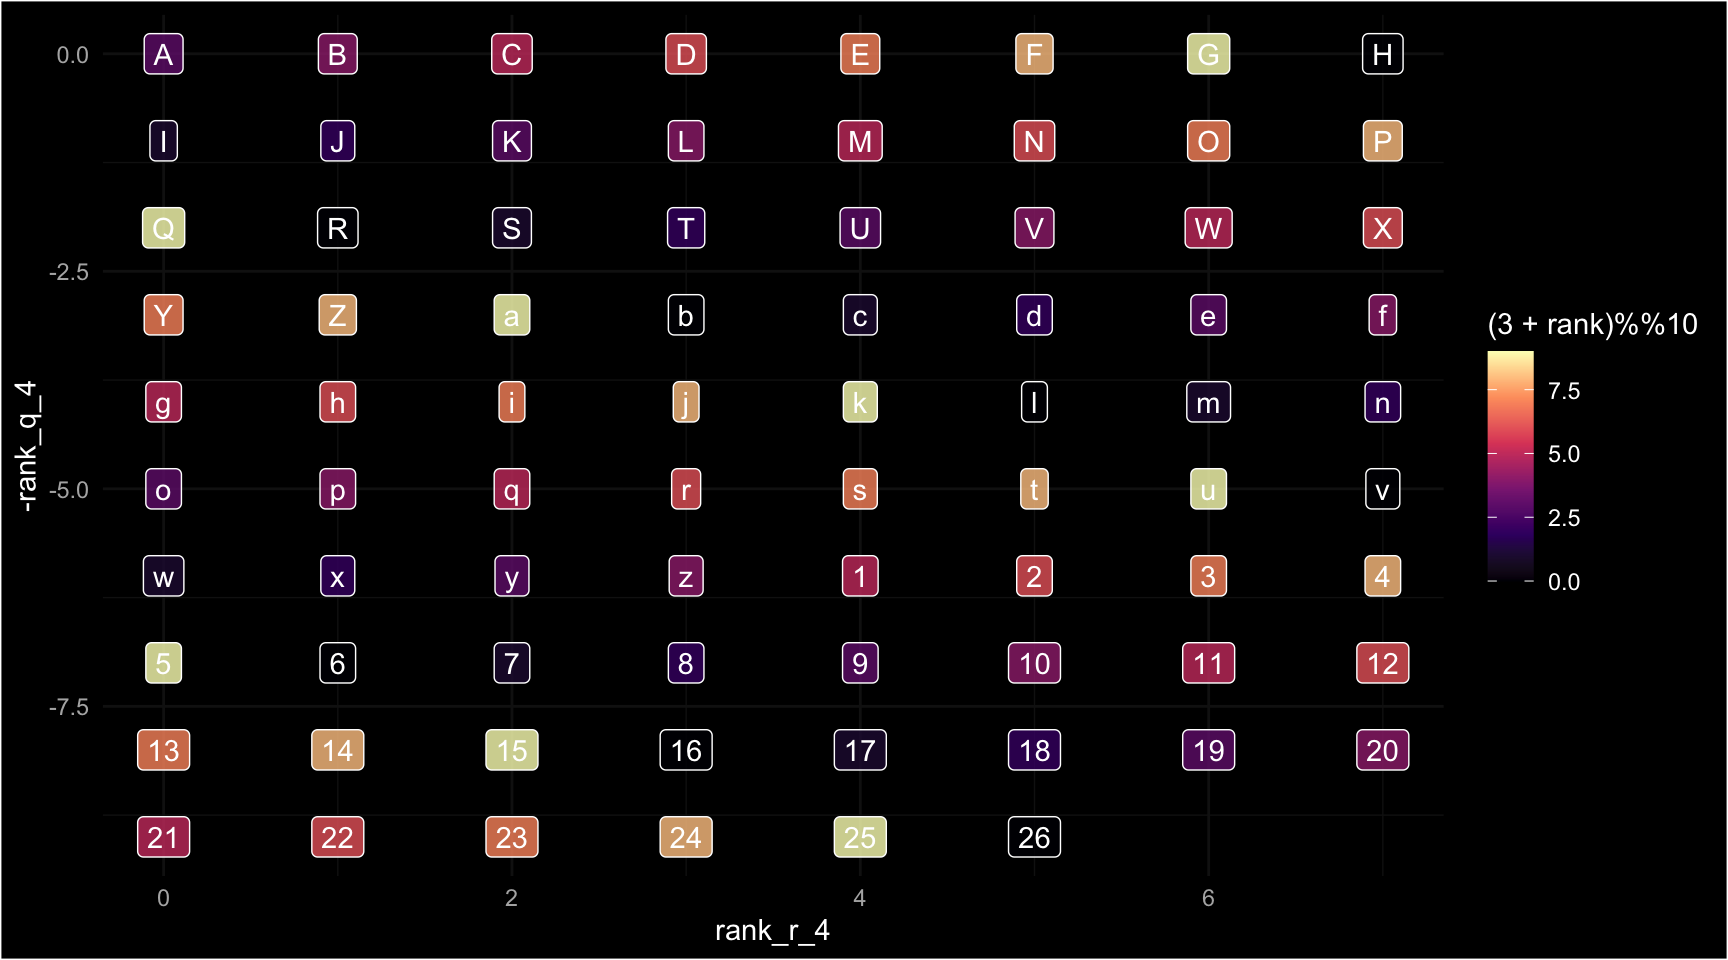 0.0 A B C D E F G H
I J K L M N O P
Q R S T U V W X
-2.5
Y Z a b c d e f
(3 + rank)%%10
g h i j k l m n
7.5
5.0
-rank_q_4
-5.0 o p q r s t u v
2.5
w x y z 1 2 3 4
0.0
5 6 7 8 9 10 11 12
-7.5
13 14 15 16 17 18 19 20
21 22 23 24 25 26
0 2 4 6
rank_r_4